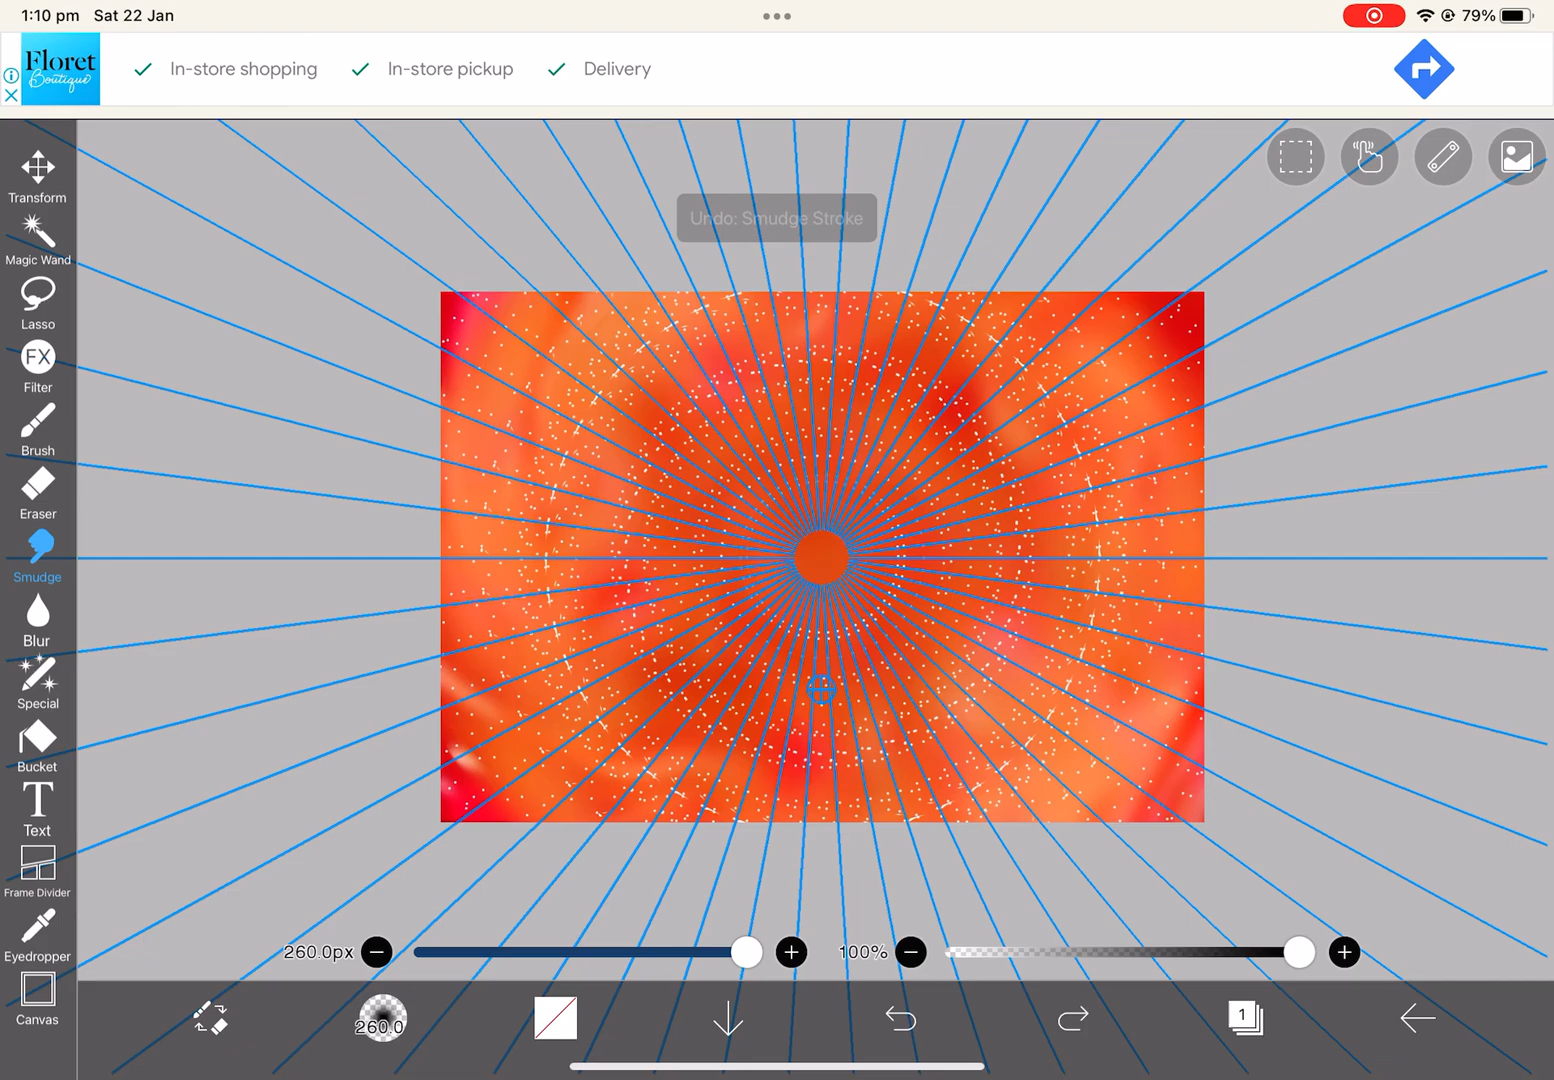 1:10 pm Sat 22 Jan
79%
Floret
Boutique
In-store shopping
In-store pickup
Delivery
Undo: Smudge Stroke
Transform
Magic Wand
Lasso
FX
Filter
Brush
Eraser
Smudge
Blur
Special
Bucket
T
Text
Frame Divider
Eyedropper
Canvas
260.0px
100%
260.0
1